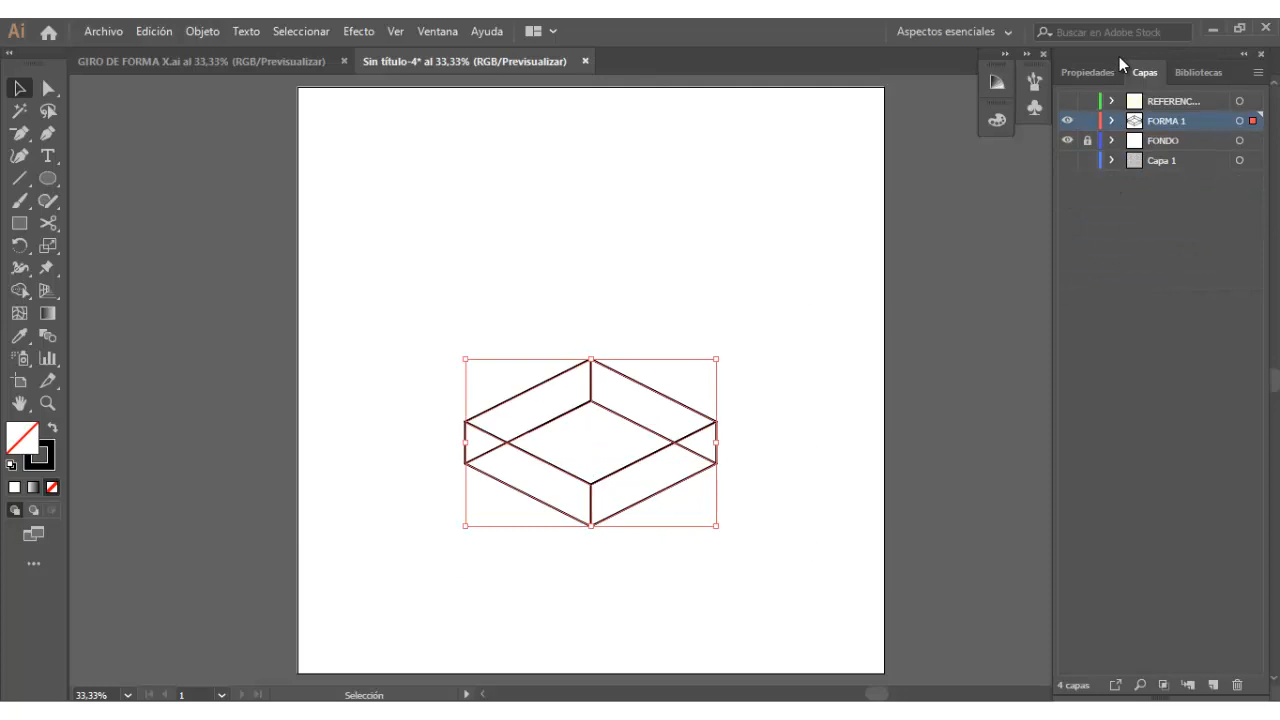 Ai Archivo Edición Objeto Texto Seleccionar Efecto Ver Ventana Ayuda Aspectos esenciales Buscar en Adobe Stock
GIRO DE FORMA X.ai al 33,33% (RGB/Previsualizar) Sin título-4* al 33,33% (RGB/Previsualizar)
Propiedades Capas Bibliotecas
REFERENC...
FORMA 1
FONDO
Capa 1
4 capas
33,33% 1 Selección